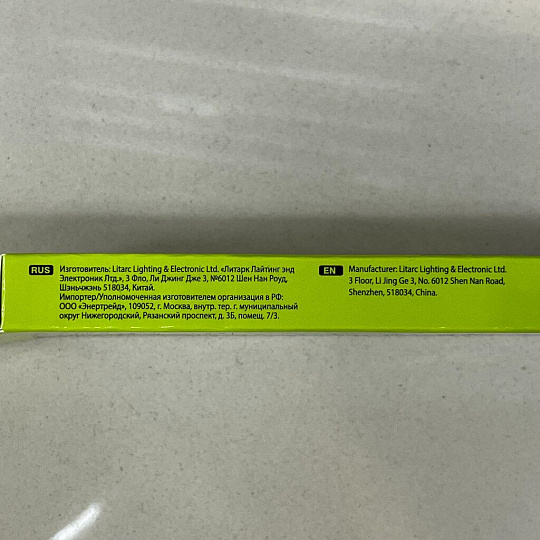 RUS
Изготовитель: Litarc Lighting & Electronic Ltd. «Литарк Лайтинг энд
Электроник Лтд.», 3 Фло, Ли Джинг Дже 3, №6012 Шен Нан Роуд,
Шэньчжэнь 518034, Китай.
Импортер/Уполномоченная изготовителем организация в РФ:
ООО «Энертрейд», 109052, г. Москва, внутр. тер. г. муниципальный
округ Нижегородский, Рязанский проспект, д. 3Б, помещ. 7/3.
EN
Manufacturer: Litarc Lighting & Electronic Ltd.
3 Floor, Li Jing Ge 3, No. 6012 Shen Nan Road,
Shenzhen, 518034, China.